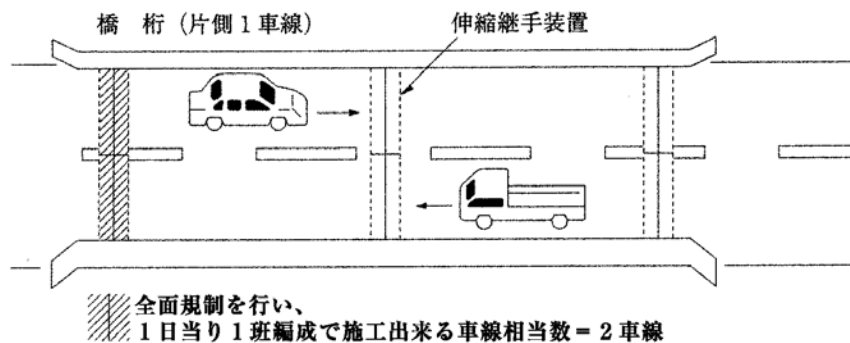 橋 桁（片側１車線）
伸縮継手装置
全面規制を行い、
１日当り１班編成で施工出来る車線相当数＝２車線